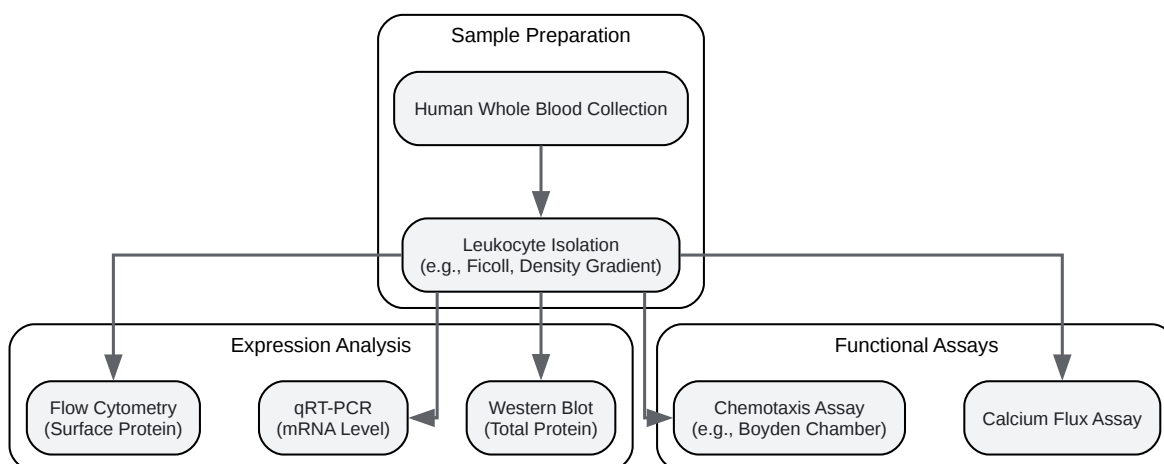 Sample Preparation
Human Whole Blood Collection
Leukocyte Isolation
(e.g., Ficoll, Density Gradient)
Expression Analysis
Flow Cytometry
(Surface Protein)
qRT-PCR
(mRNA Level)
Western Blot
(Total Protein)
Functional Assays
Chemotaxis Assay
(e.g., Boyden Chamber)
Calcium Flux Assay